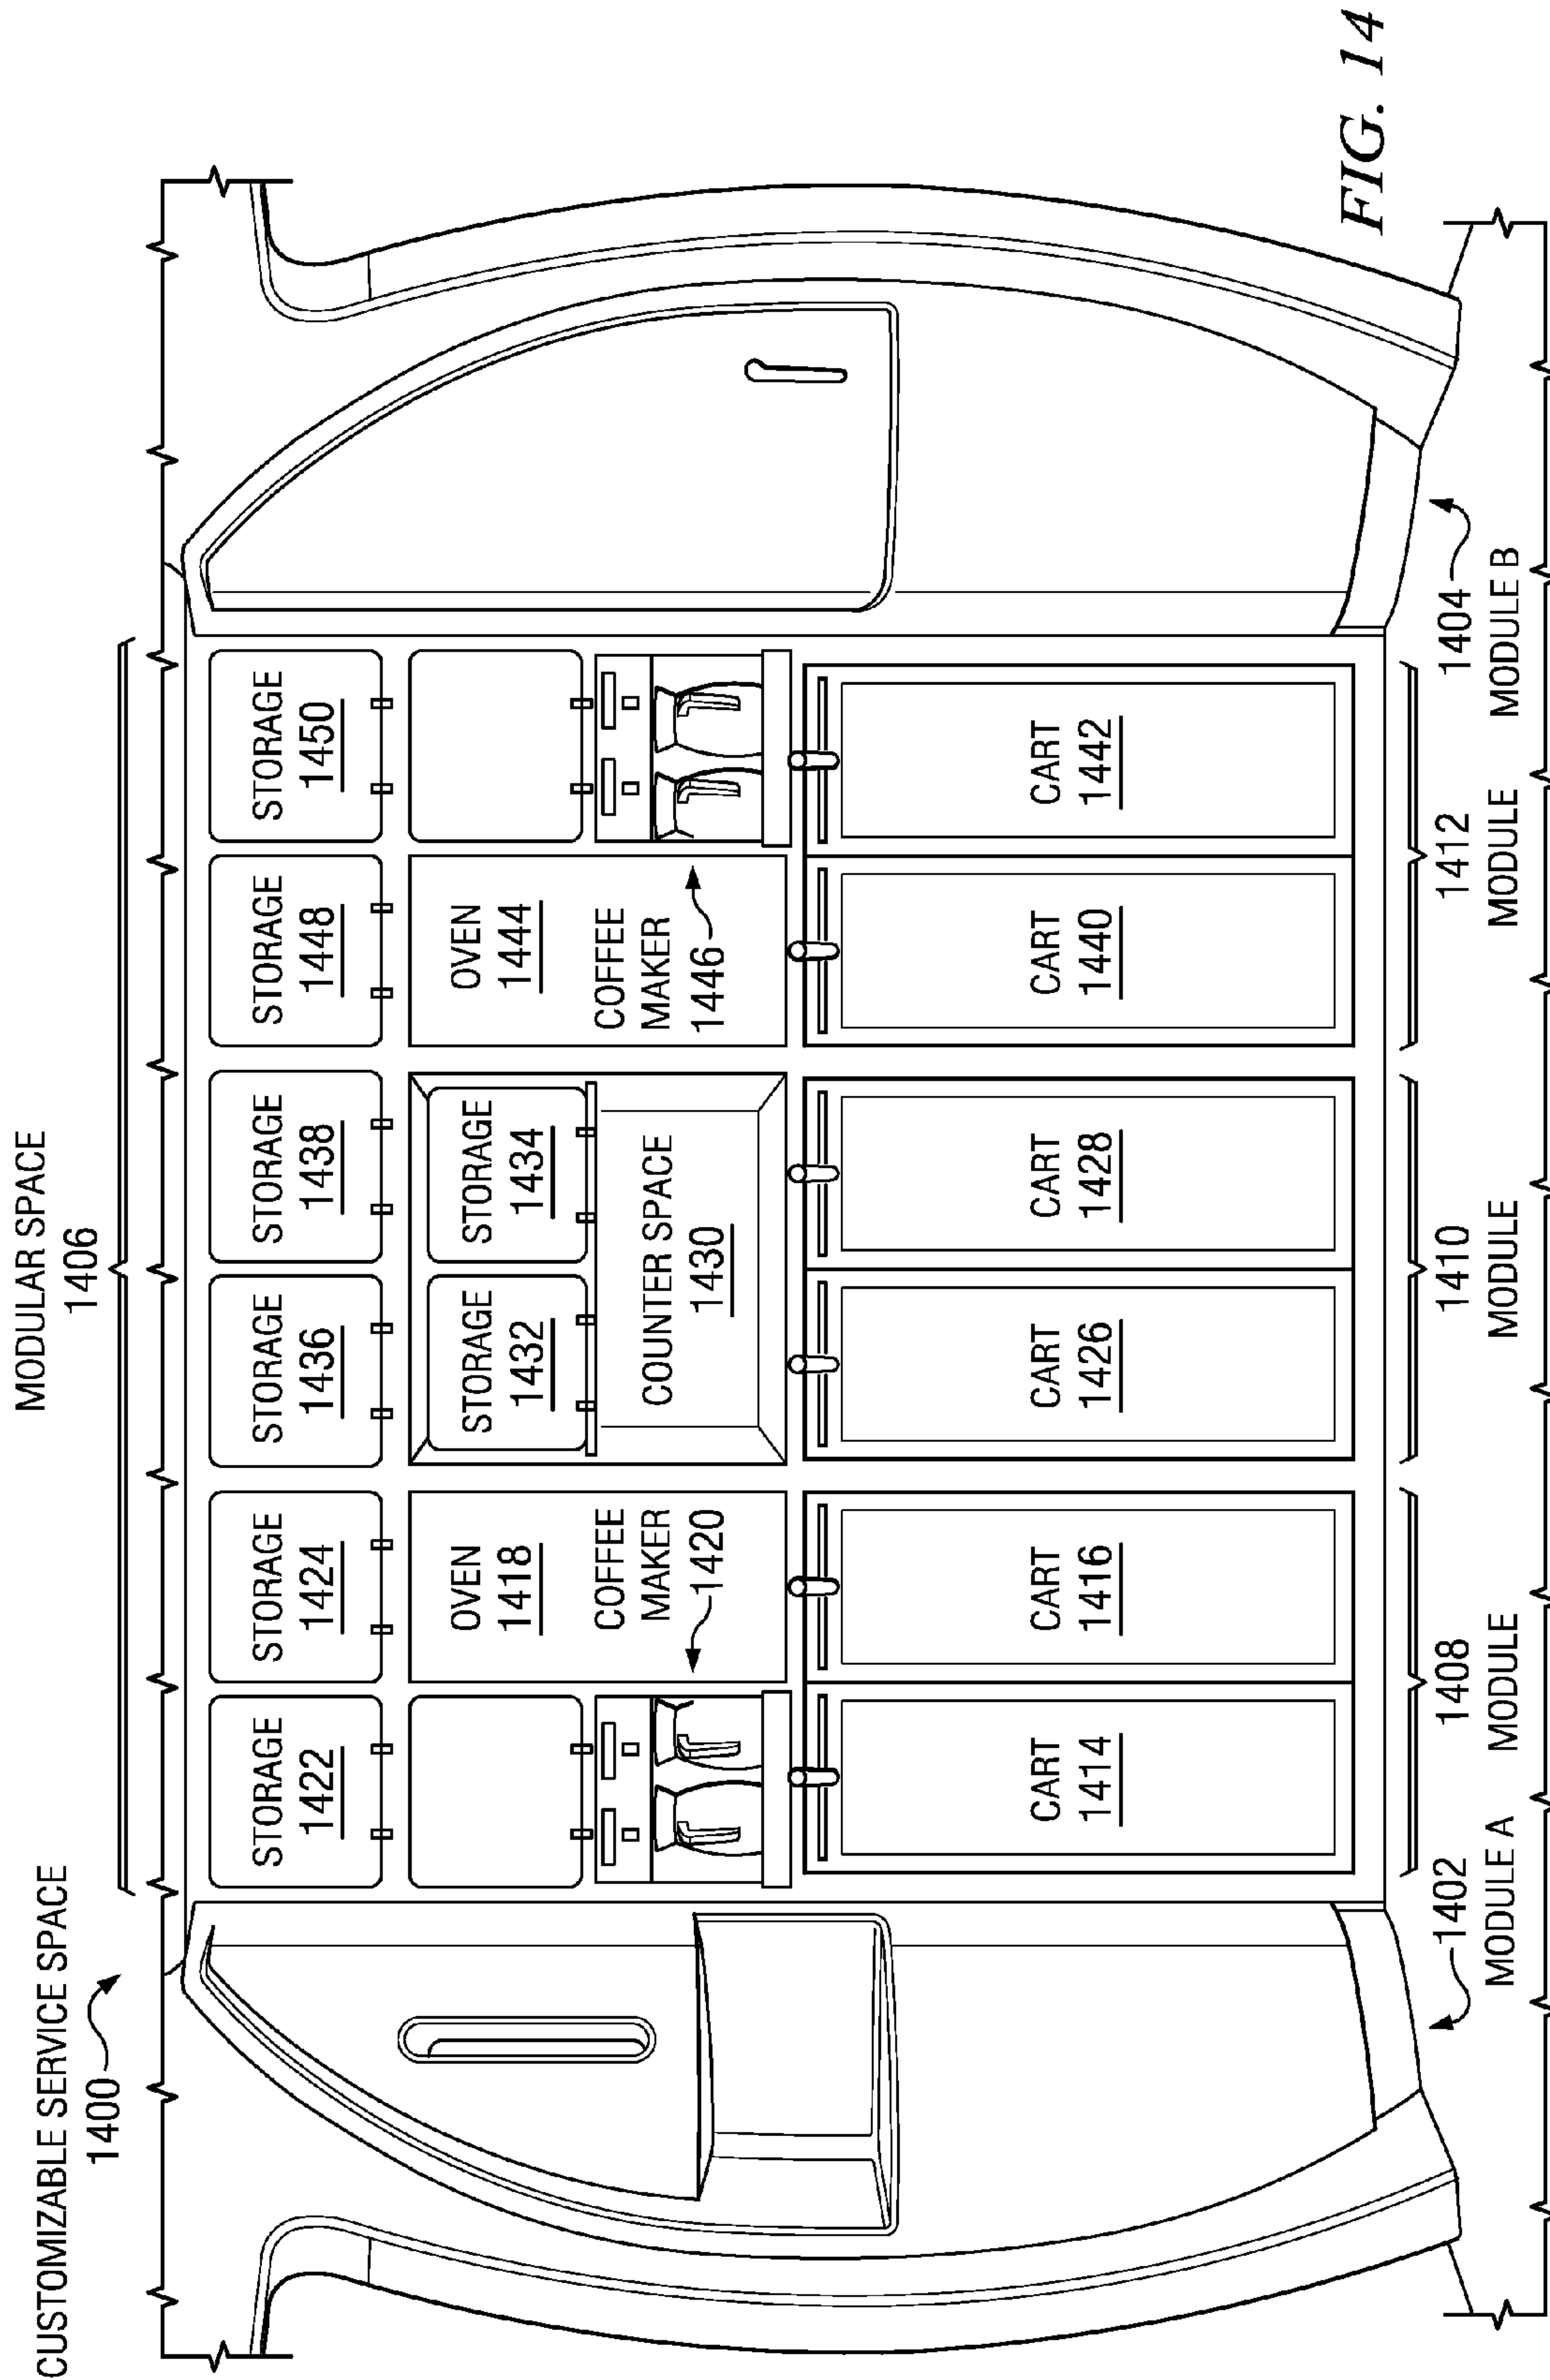 CUSTOMIZABLE SERVICE SPACE
1400
MODULAR SPACE
1406
STORAGE
1422
STORAGE
1424
STORAGE
1436
STORAGE
1438
STORAGE
1448
STORAGE
1450
OVEN
1418
COFFEE
MAKER
1420
STORAGE
1432
STORAGE
1434
COUNTER SPACE
1430
OVEN
1444
COFFEE
MAKER
1446
CART
1414
CART
1416
CART
1426
CART
1428
CART
1440
CART
1442
1402
MODULE A
1408
MODULE
1410
MODULE
1412
MODULE
1404
MODULE B
FIG. 14